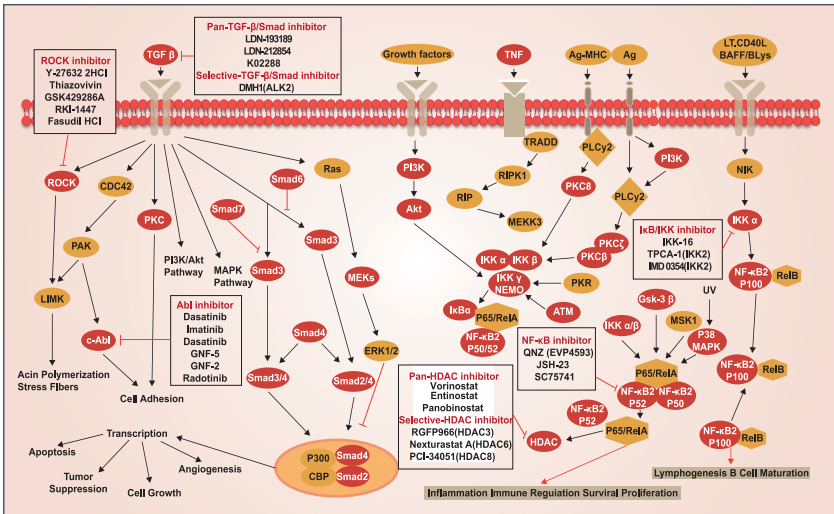 Pan-TGF-β/Smad inhibitor
LDN-193189
LDN-212854
K02288
Selective-TGF-β/Smad inhibitor
DMH1(ALK2)
ROCK inhibitor
Y-27632 2HCl
Thiazovivin
GSK429286A
RKI-1447
Fasudil HCl
TGF β
Growth factors
TNF
Ag-MHC
Ag
LT.CD40L
BAFF/BLys
ROCK
CDC42
PKC
PAK
LIMK
c-Abl
PI3K/Akt
Pathway
MAPK
Pathway
Smad7
Smad6
Smad3
Smad3
Ras
MEKs
ERK1/2
Smad4
Smad3/4
Smad2/4
Abl inhibitor
Dasatinib
Imatinib
Dasatinib
GNF-5
GNF-2
Radotinib
Acin Polymerization
Stress Fibers
Cell Adhesion
Transcription
Apoptosis
Tumor
Suppression
Cell Growth
Angiogenesis
P300
Smad4
CBP
Smad2
PI3K
Akt
TRADD
RIPK1
RIP
MEKK3
PLCy2
PKC8
PI3K
PLCy2
PKCζ
PKCβ
IKK α
IKK β
IKK γ
NEMO
PKR
ATM
IκBα
P65/RelA
NF-κB2
P50/52
NIK
IKK α
IκB/IKK inhibitor
IKK-16
TPCA-1(IKK2)
IMD0354(IKK2)
NF-κB2
P100
RelB
UV
Gsk-3 β
MSK1
IKK α/β
P38
MAPK
NF-κB inhibitor
QNZ (EVP4593)
JSH-23
SC75741
P65/RelA
NF-κB2
P52
NF-κB2
P50
NF-κB2
P100
RelB
Pan-HDAC inhibitor
Vorinostat
Entinostat
Panobinostat
Selective-HDAC inhibitor
RGFP966(HDAC3)
Noxturastat A(HDAC6)
PCI-34051(HDAC8)
NF-κB2
P52
P65/RelA
HDAC
NF-κB2
P100
RelB
Lymphogenesis B Cell Maturation
Inflammation Immune Reguiation Surviral Proliferation